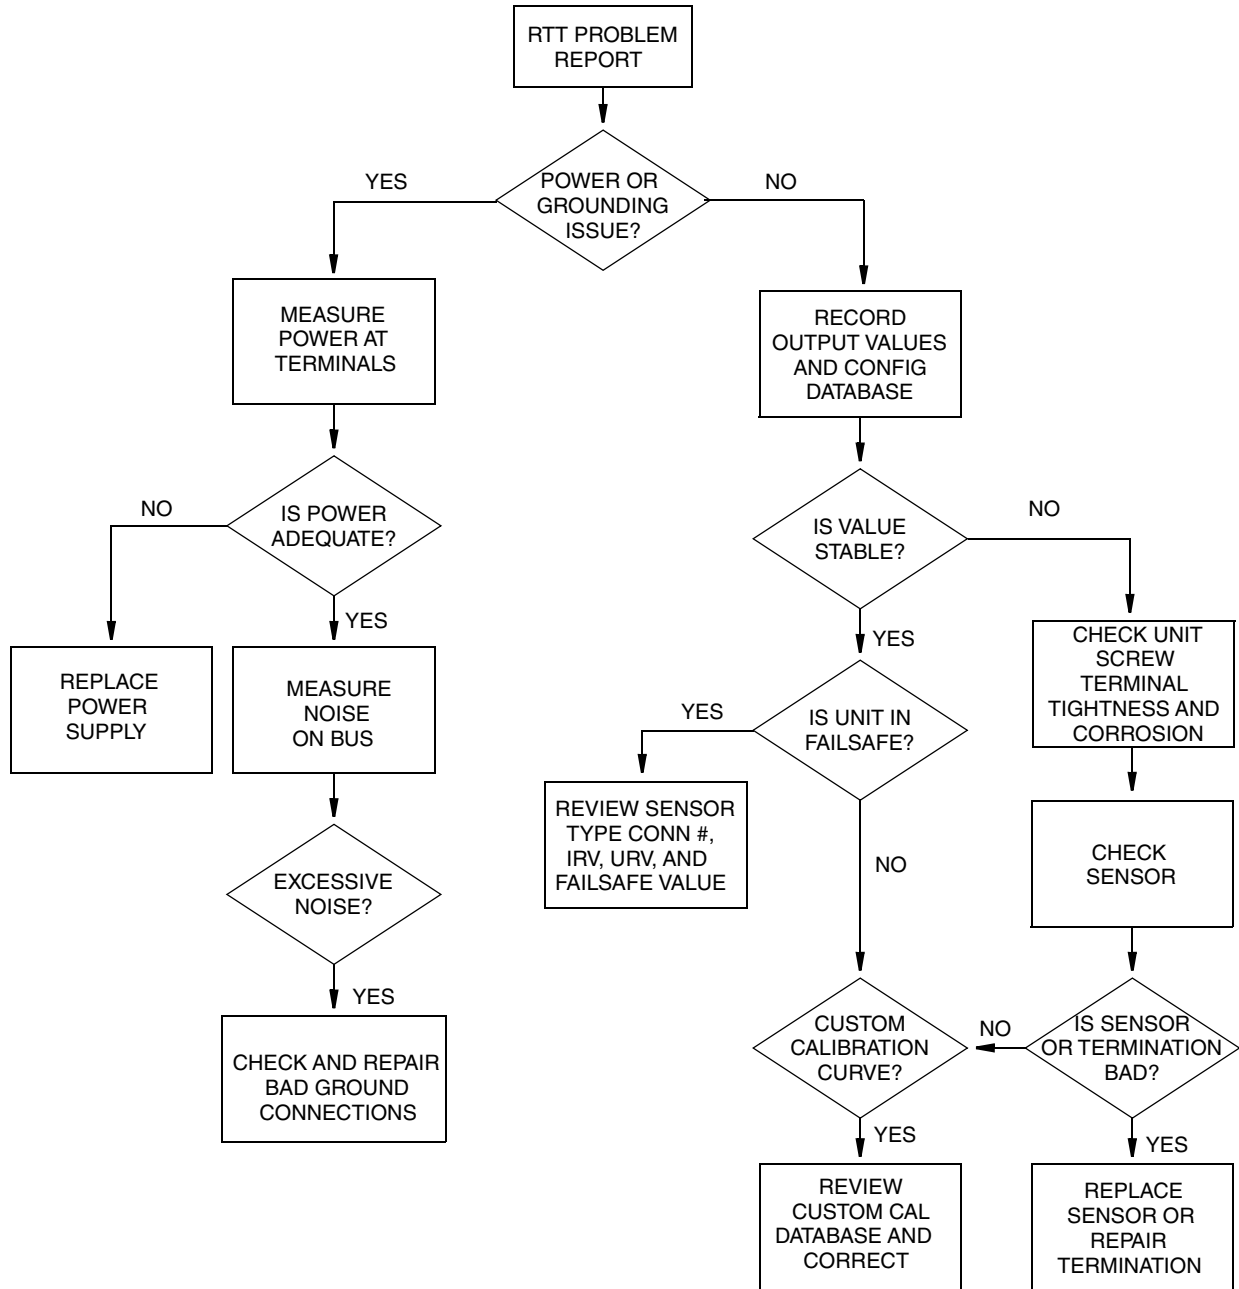 RTT PROBLEM
REPORT
POWER OR
GROUNDING
ISSUE?
YES
NO
MEASURE
POWER AT
TERMINALS
RECORD
OUTPUT VALUES
AND CONFIG
DATABASE
IS POWER
ADEQUATE?
NO
YES
IS VALUE
STABLE?
NO
YES
REPLACE
POWER
SUPPLY
MEASURE
NOISE
ON BUS
IS UNIT IN
FAILSAFE?
YES
NO
CHECK UNIT
SCREW
TERMINAL
TIGHTNESS AND
CORROSION
REVIEW SENSOR
TYPE CONN #,
IRV, URV, AND
FAILSAFE VALUE
CHECK
SENSOR
EXCESSIVE
NOISE?
YES
CHECK AND REPAIR
BAD GROUND
CONNECTIONS
CUSTOM
CALIBRATION
CURVE?
NO
IS SENSOR
OR TERMINATION
BAD?
YES
YES
REVIEW
CUSTOM CAL
DATABASE AND
CORRECT
REPLACE
SENSOR OR
REPAIR
TERMINATION